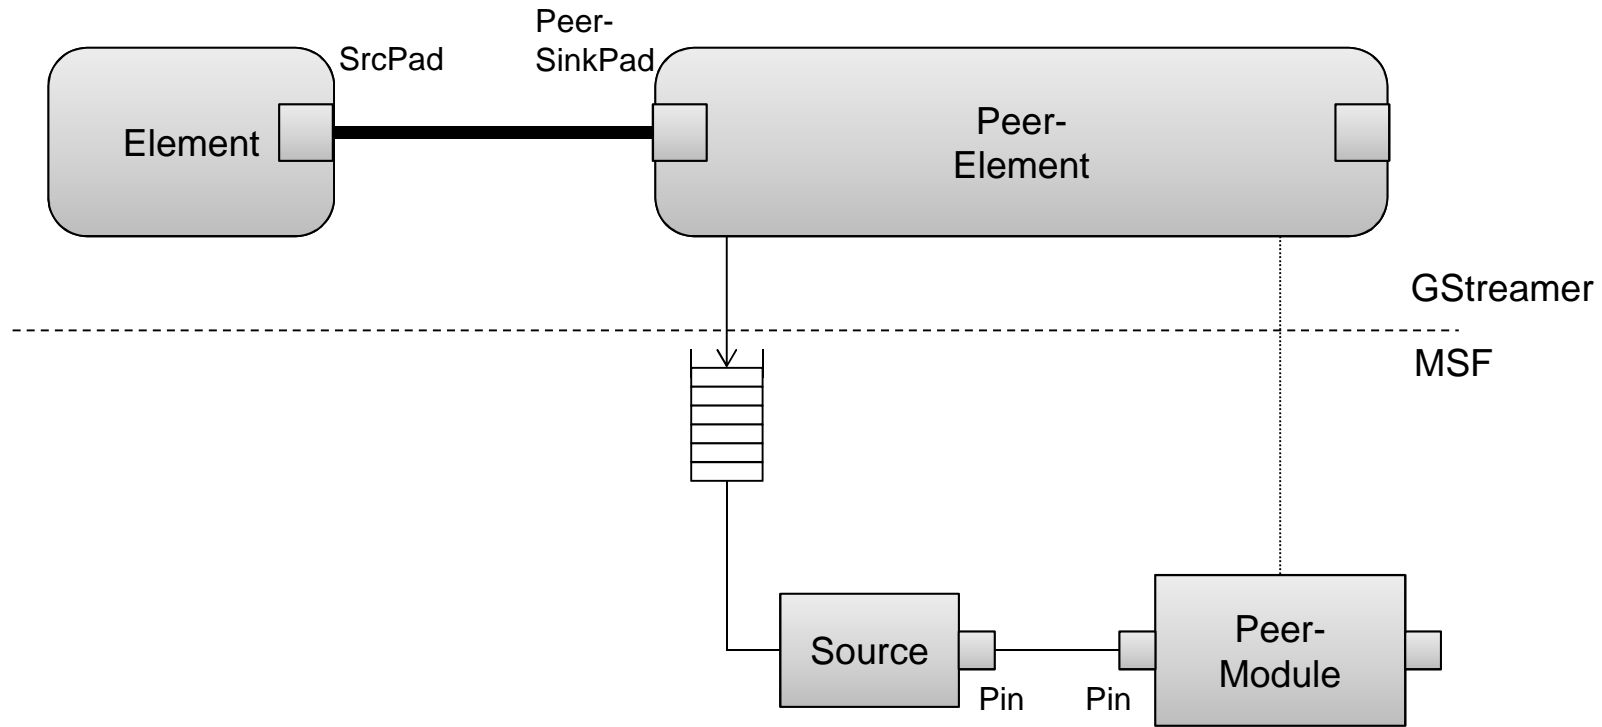 Peer-
SrcPad
SinkPad
Element
Peer-
Element
GStreamer
MSF
Source
Peer-
Module
Pin
Pin